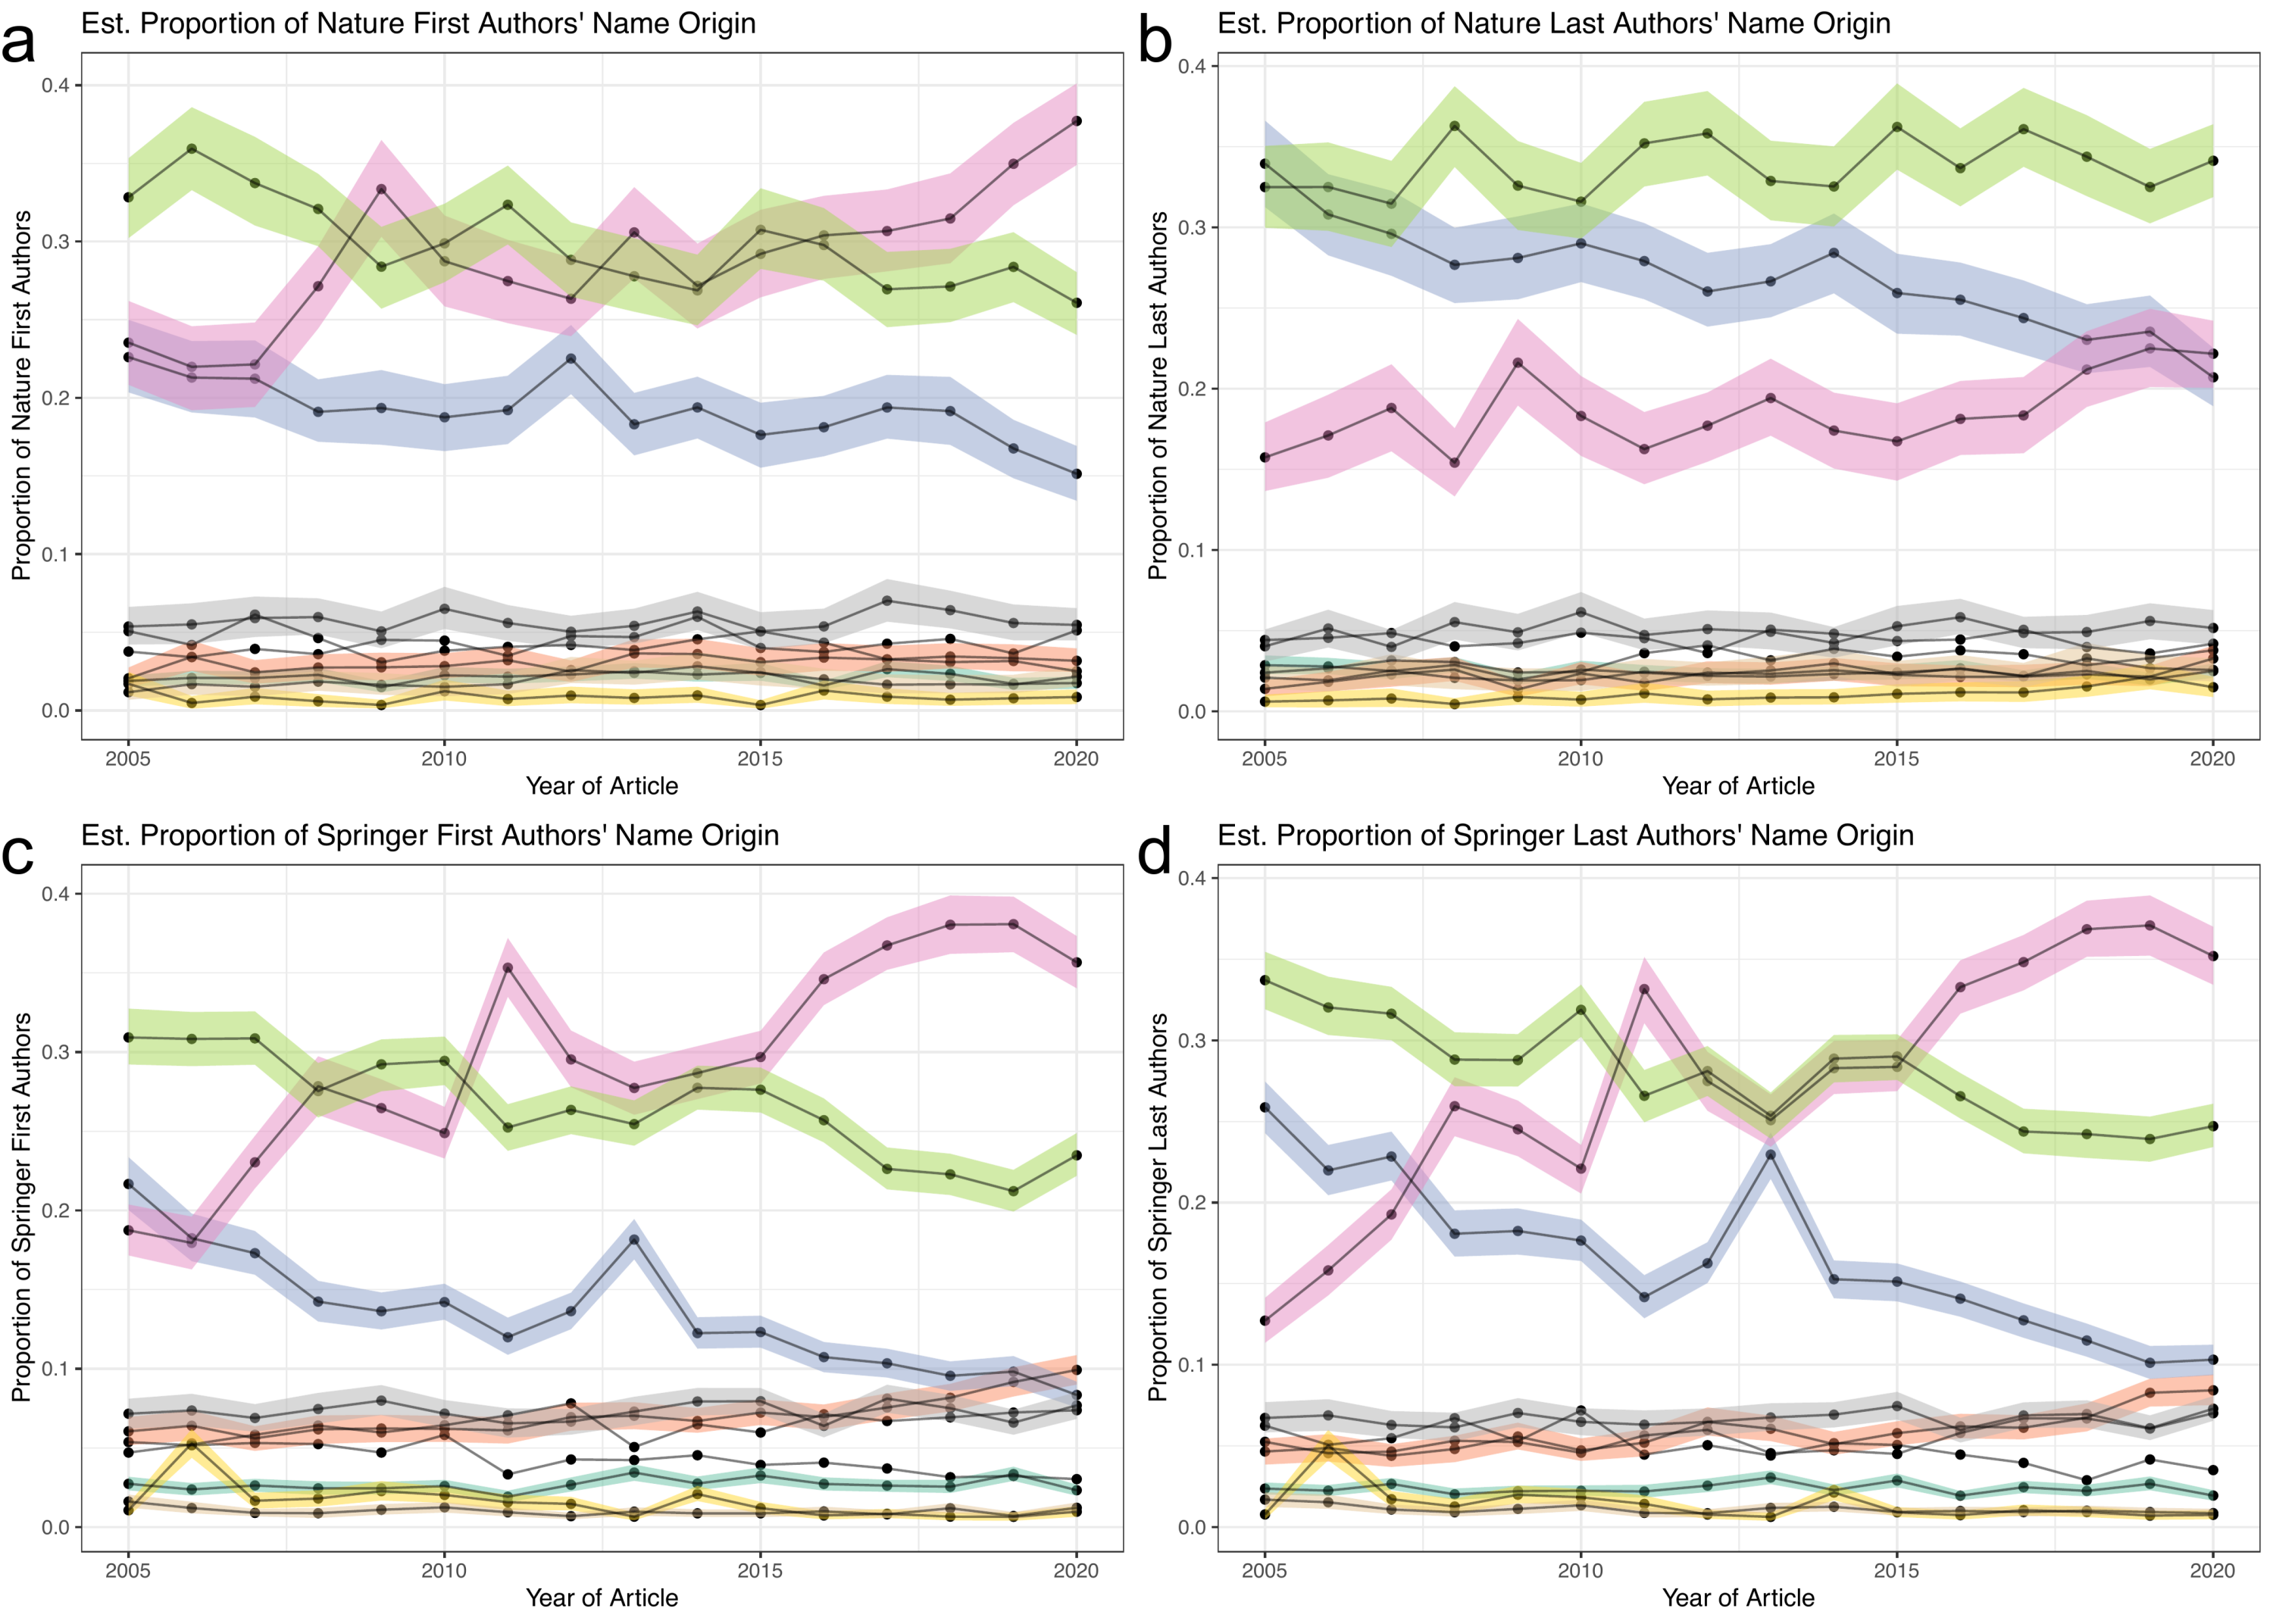 a
Est. Proportion of Nature First Authors' Name Origin
Proportion of Nature First Authors
0.4
0.3
0.2
0.1
0.0
2005 2010 2015 2020
Year of Article
b
Est. Proportion of Nature Last Authors' Name Origin
Proportion of Nature Last Authors
0.4
0.3
0.2
0.1
0.0
2005 2010 2015 2020
Year of Article
c
Est. Proportion of Springer First Authors' Name Origin
Proportion of Springer First Authors
0.4
0.3
0.2
0.1
0.0
2005 2010 2015 2020
Year of Article
d
Est. Proportion of Springer Last Authors' Name Origin
Proportion of Springer Last Authors
0.4
0.3
0.2
0.1
0.0
2005 2010 2015 2020
Year of Article